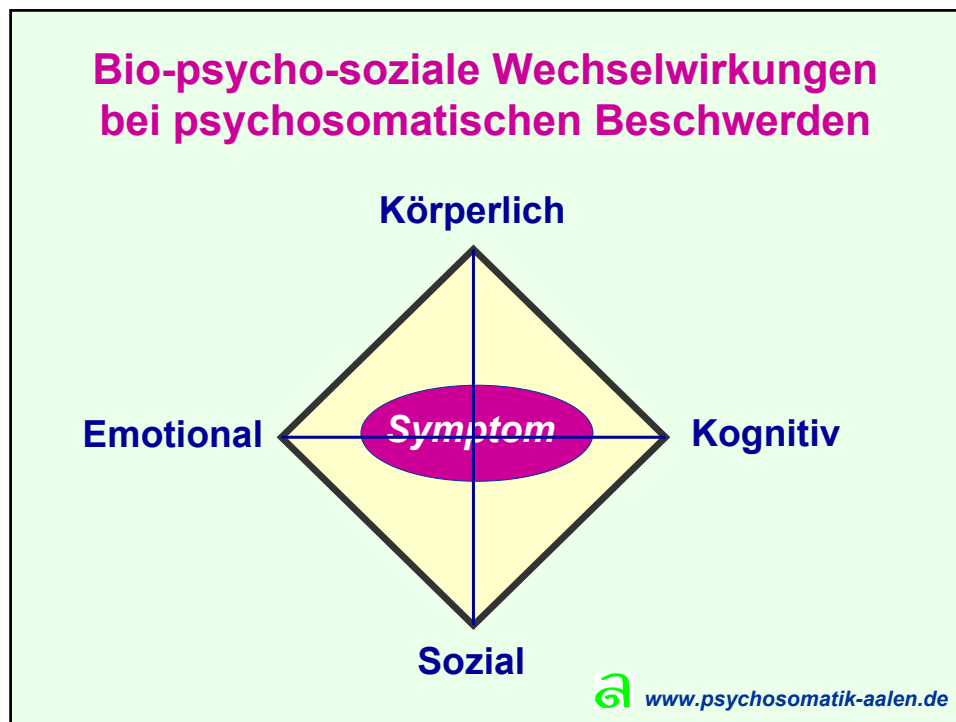 Bio-psycho-soziale Wechselwirkungen
bei psychosomatischen Beschwerden
Körperlich
Emotional
Symptom
Kognitiv
Sozial
a www.psychosomatik-aalen.de